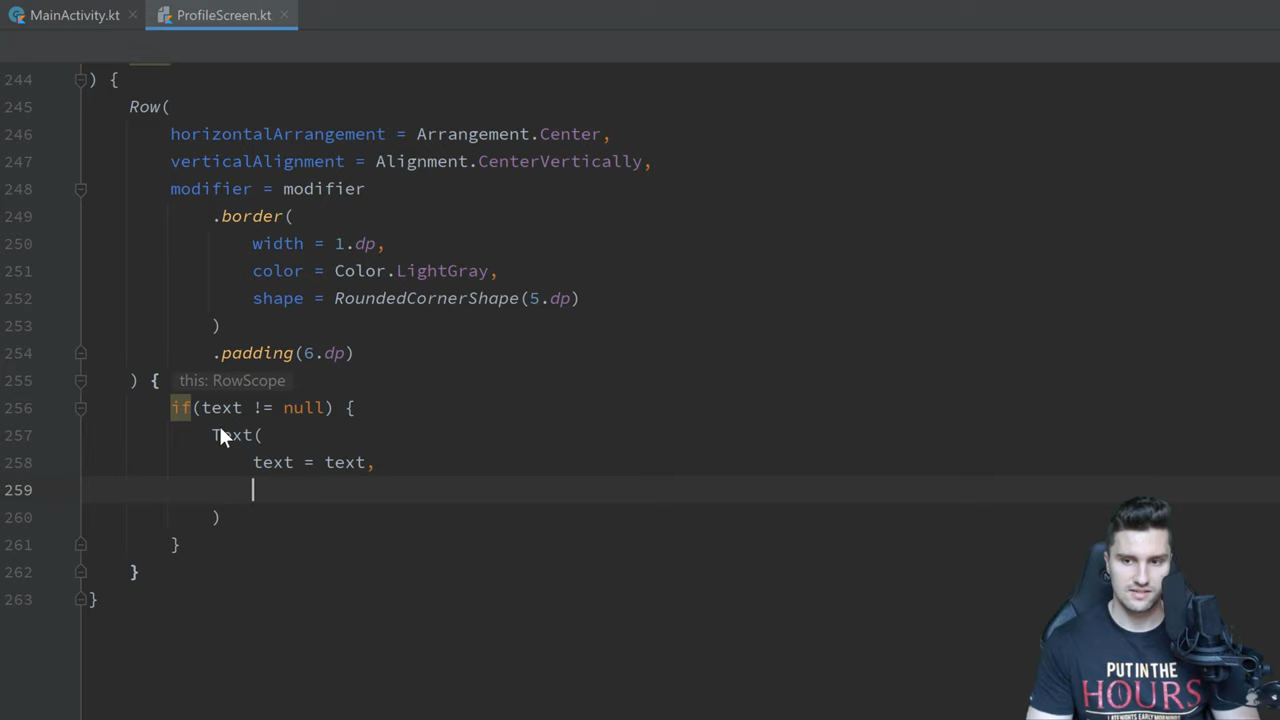 MainActivity.kt
ProfileScreen.kt
244 ) {
245 Row(
246 horizontalArrangement = Arrangement.Center,
247 verticalAlignment = Alignment.CenterVertically,
248 modifier = modifier
249 .border(
250 width = 1.dp,
251 color = Color.LightGray,
252 shape = RoundedCornerShape(5.dp)
253 )
254 .padding(6.dp)
255 ) { this: RowScope
256 if(text != null) {
257 Text(
258 text = text,
259
260 )
261 }
262 }
263 }
PUT IN THE
HOURS